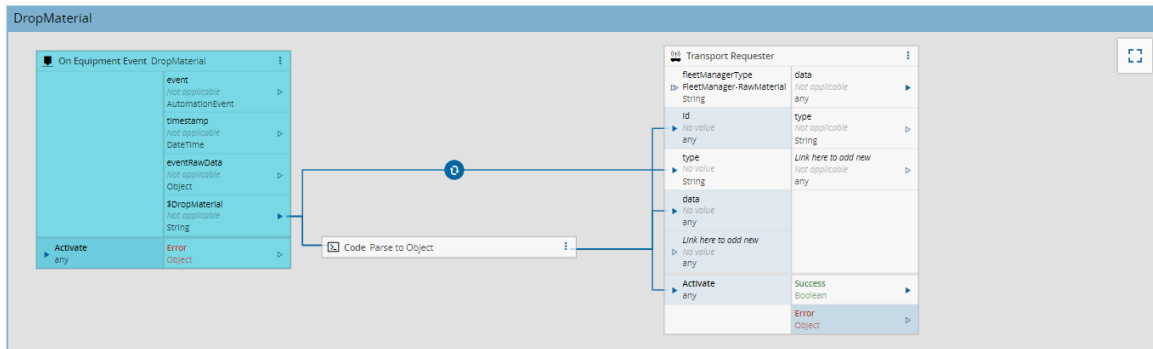 DropMaterial
On Equipment Event DropMaterial
event
Not applicable
AutomationEvent
timestamp
Not applicable
DateTime
eventRawData
Not applicable
Object
$DropMaterial
Not applicable
String
Activate
any
Error
Object
Code Parse to Object
Transport Requester
fleetManagerType
FleetManager-RawMaterial
String
data
Not applicable
any
id
No value
any
type
Not applicable
String
type
No value
String
Link here to add new
Not applicable
any
data
No value
any
Link here to add new
No value
any
Activate
any
Success
Boolean
Error
Object